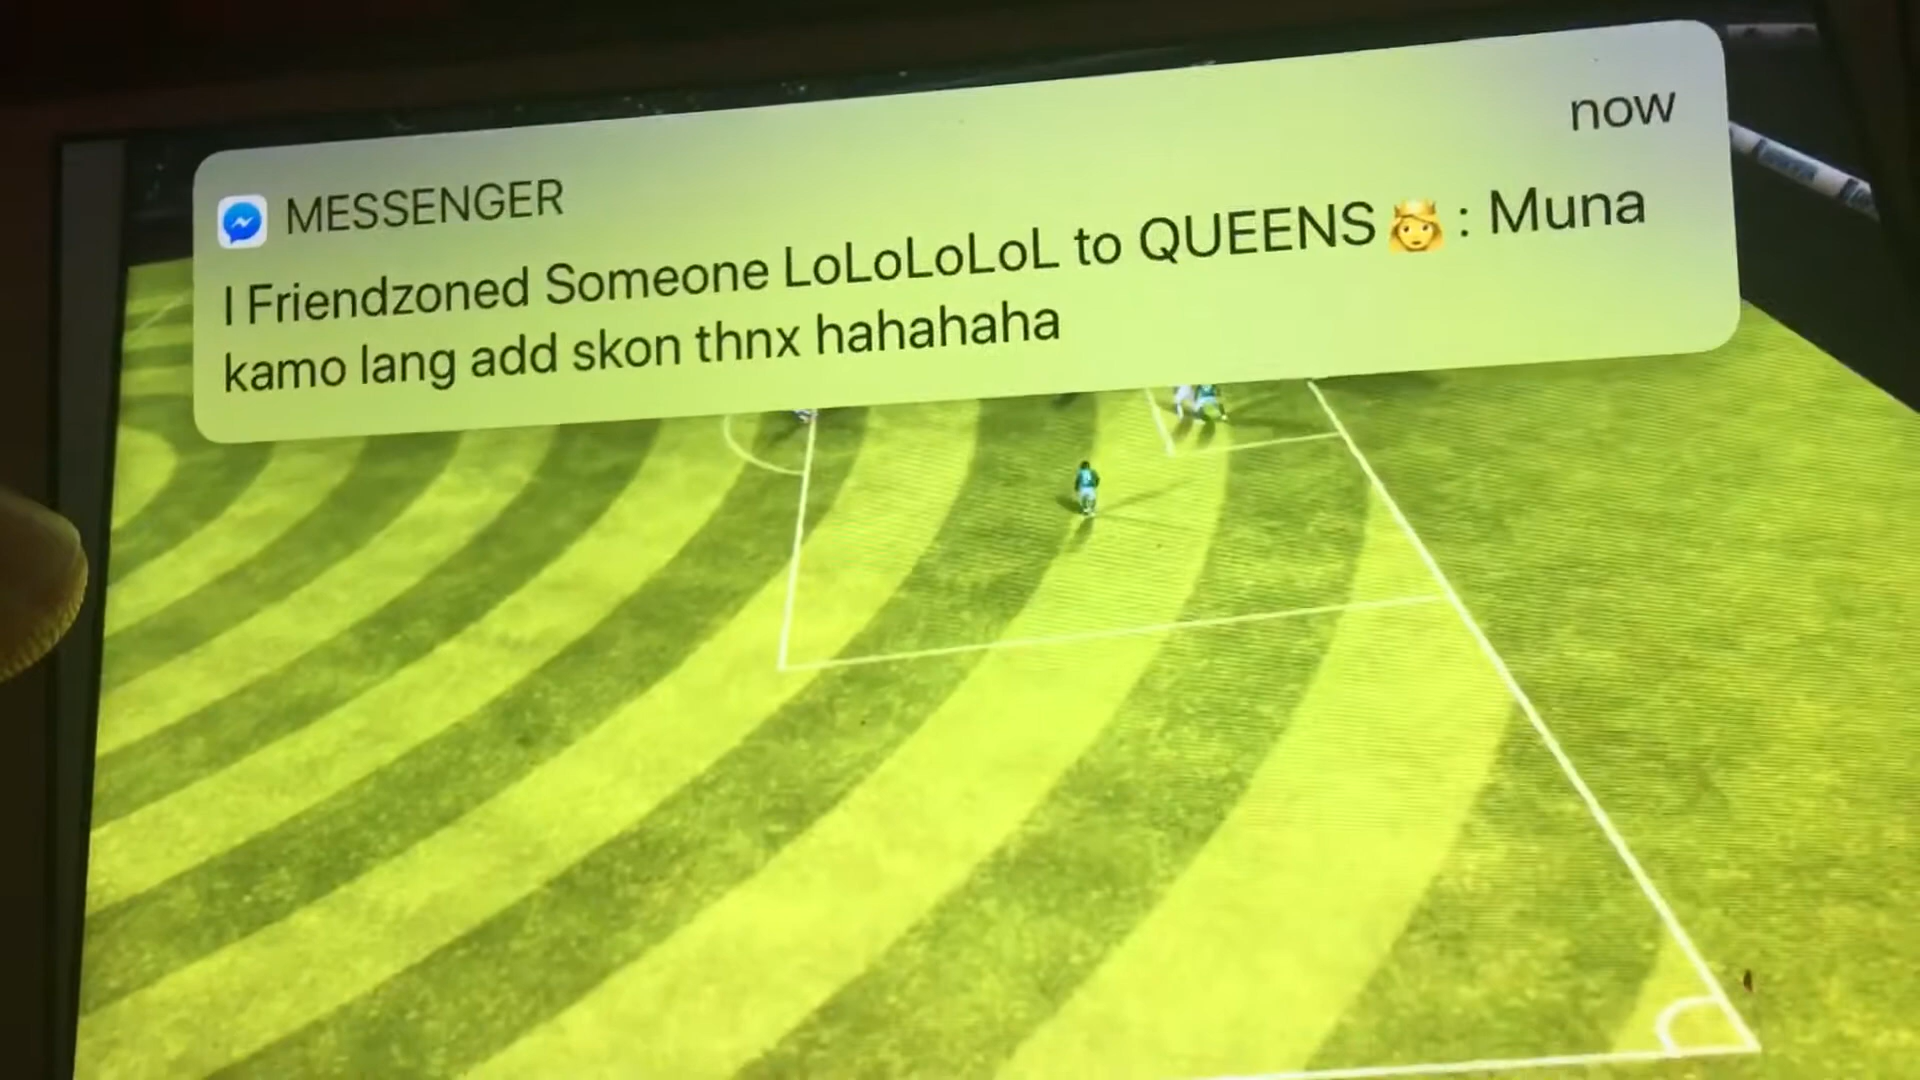 now
MESSENGER
I Friendzoned Someone LoLoLoLoL to QUEENS👸: Muna
kamo lang add skon thnx hahahaha